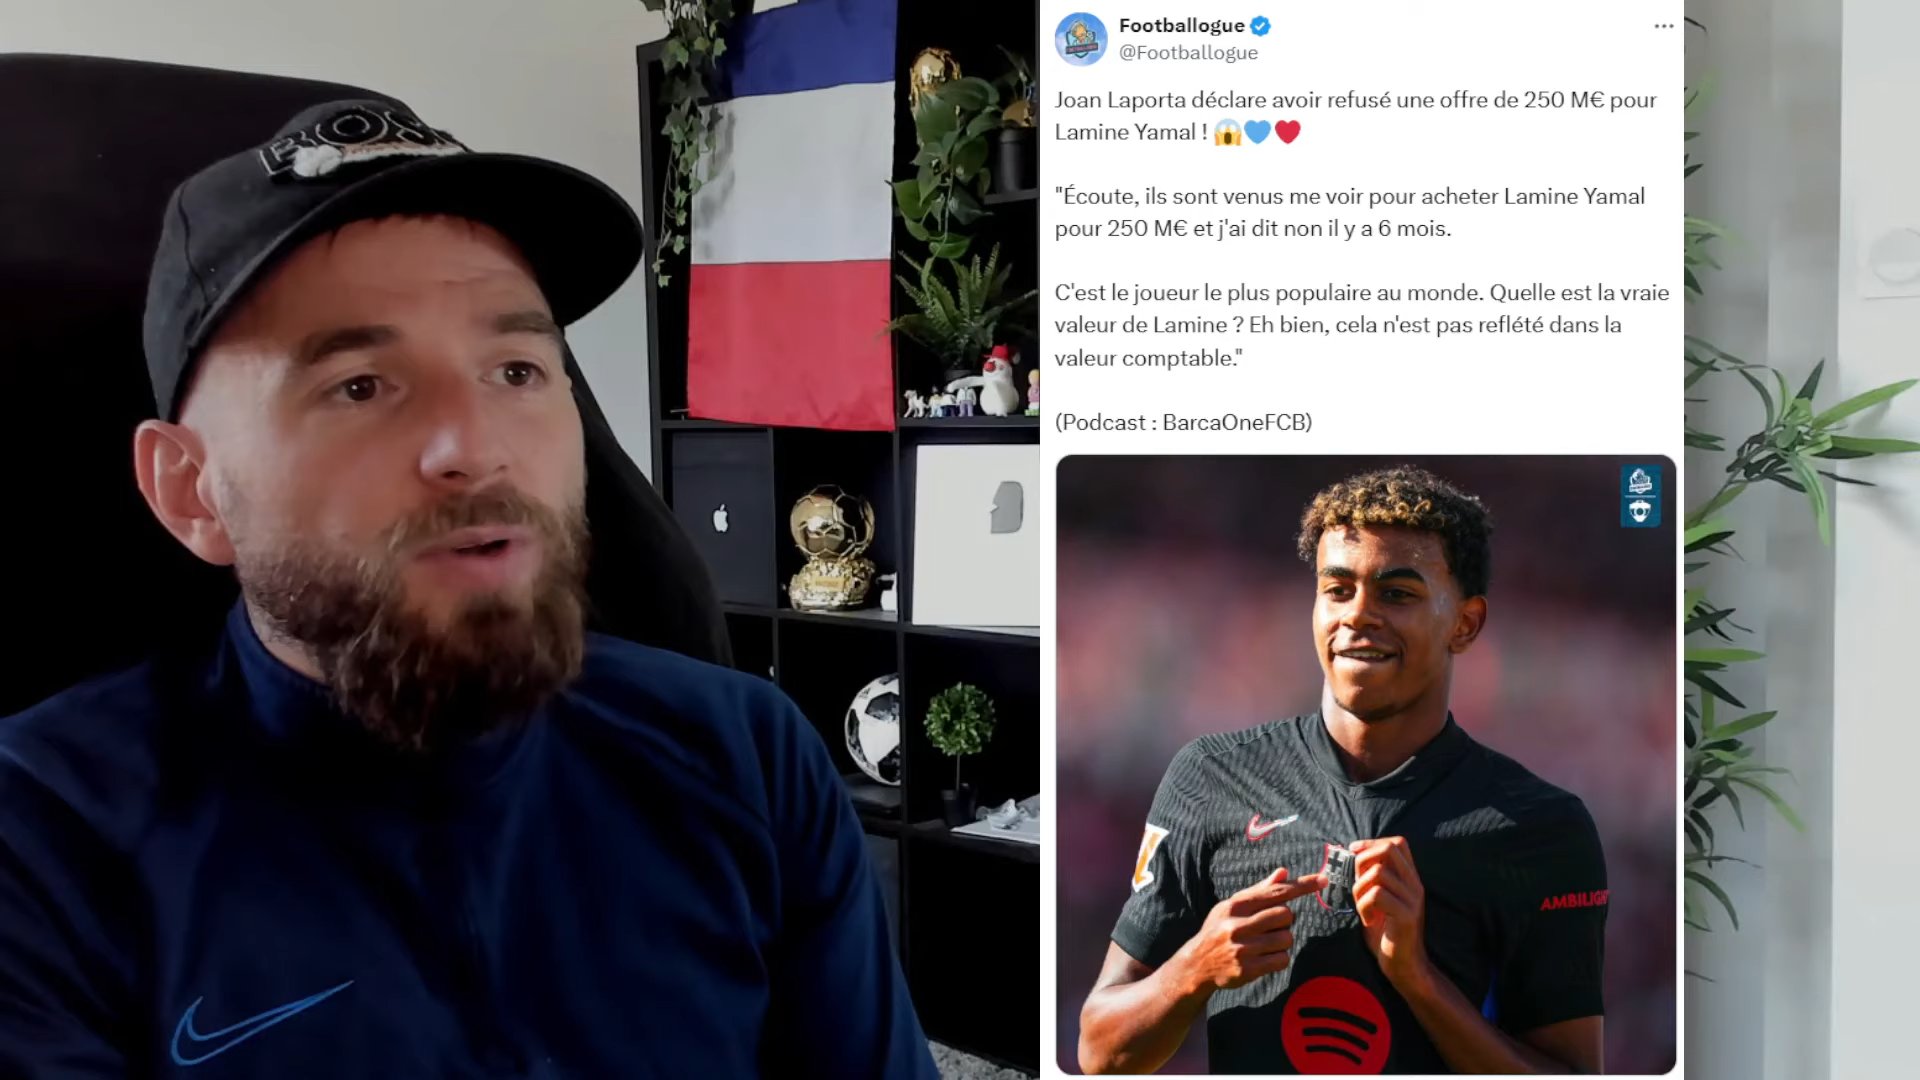 Footballogue
@Footballogue
Joan Laporta déclare avoir refusé une offre de 250 M€ pour
Lamine Yamal ! 😱💙❤️
"Écoute, ils sont venus me voir pour acheter Lamine Yamal
pour 250 M€ et j'ai dit non il y a 6 mois.
C'est le joueur le plus populaire au monde. Quelle est la vraie
valeur de Lamine ? Eh bien, cela n'est pas reflété dans la
valeur comptable."
(Podcast : BarcaOneFCB)
AMBILIGH